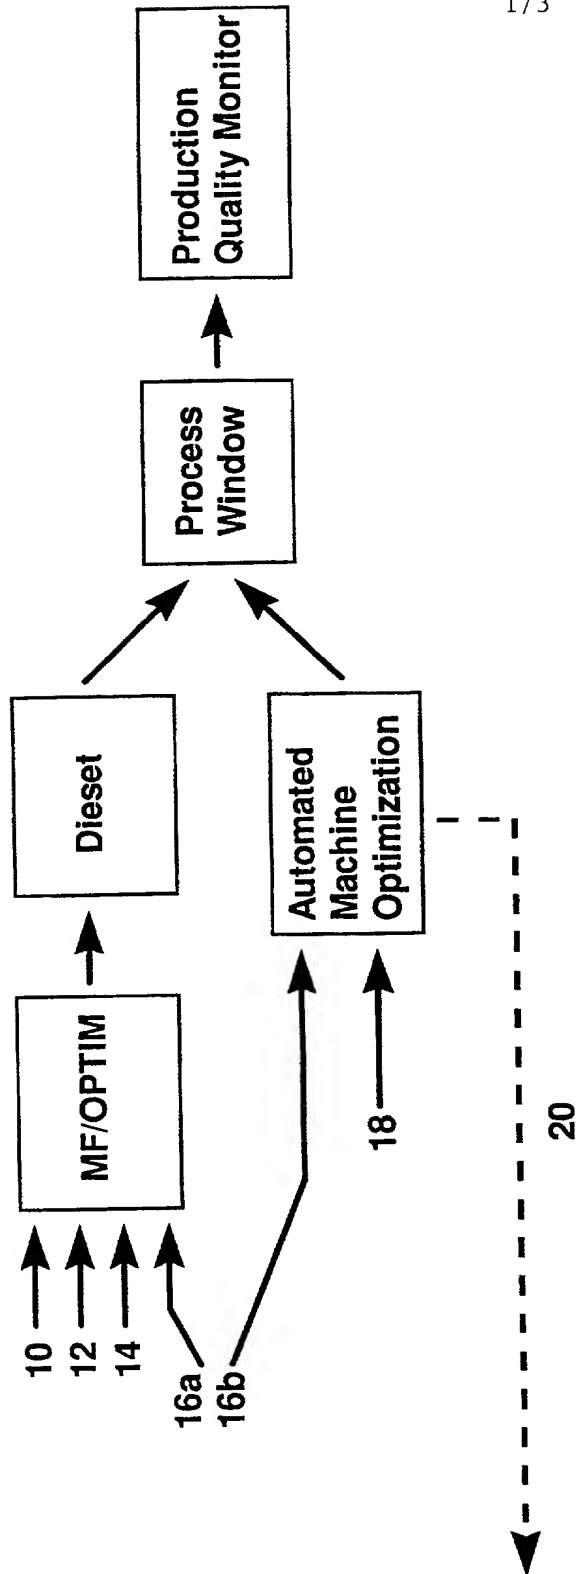 1/3
10
12
14
16a
16b
MF/OPTIM
Dieset
18
Automated
Machine
Optimization
Process
Window
Production
Quality Monitor
20